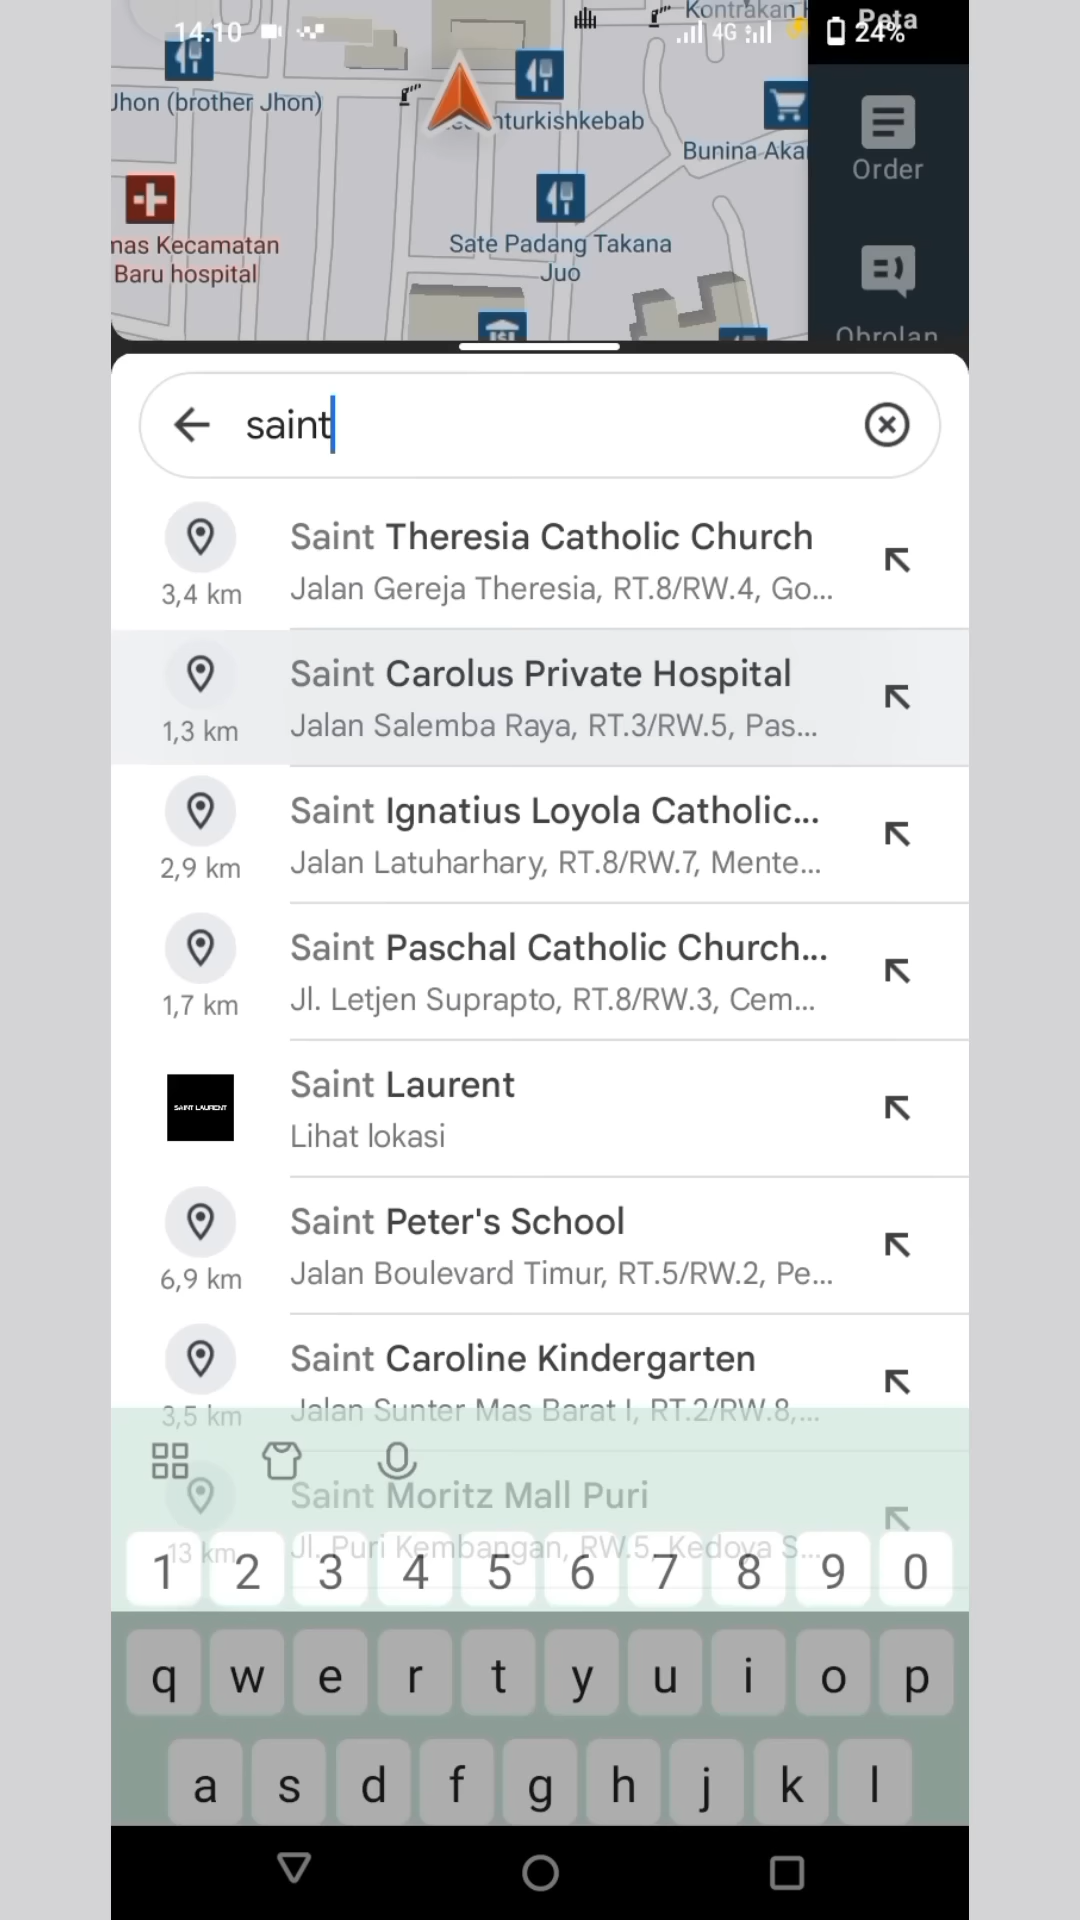 14.10
4G
24%
Peta
Kontrakan
Jhon (brother Jhon)
nturkishkebab
Bunina Aka
Order
mas Kecamatan
Baru hospital
Sate Padang Takana
Juo
Obrolan
saint
Saint Theresia Catholic Church
3,4 km
Jalan Gereja Theresia, RT.8/RW.4, Go...
Saint Carolus Private Hospital
1,3 km
Jalan Salemba Raya, RT.3/RW.5, Pas...
Saint Ignatius Loyola Catholic...
2,9 km
Jalan Latuharhary, RT.8/RW.7, Mente...
Saint Paschal Catholic Church...
1,7 km
Jl. Letjen Suprapto, RT.8/RW.3, Cem...
SAINT LAURENT
Saint Laurent
Lihat lokasi
Saint Peter's School
6,9 km
Jalan Boulevard Timur, RT.5/RW.2, Pe...
Saint Caroline Kindergarten
3,5 km
Jalan Sunter Mas Barat I, RT.2/RW.8,...
Saint Moritz Mall Puri
13 km
Jl. Puri Kembangan, RW.5, Kedoya S...
1 2 3 4 5 6 7 8 9 0
q w e r t y u i o p
a s d f g h j k l